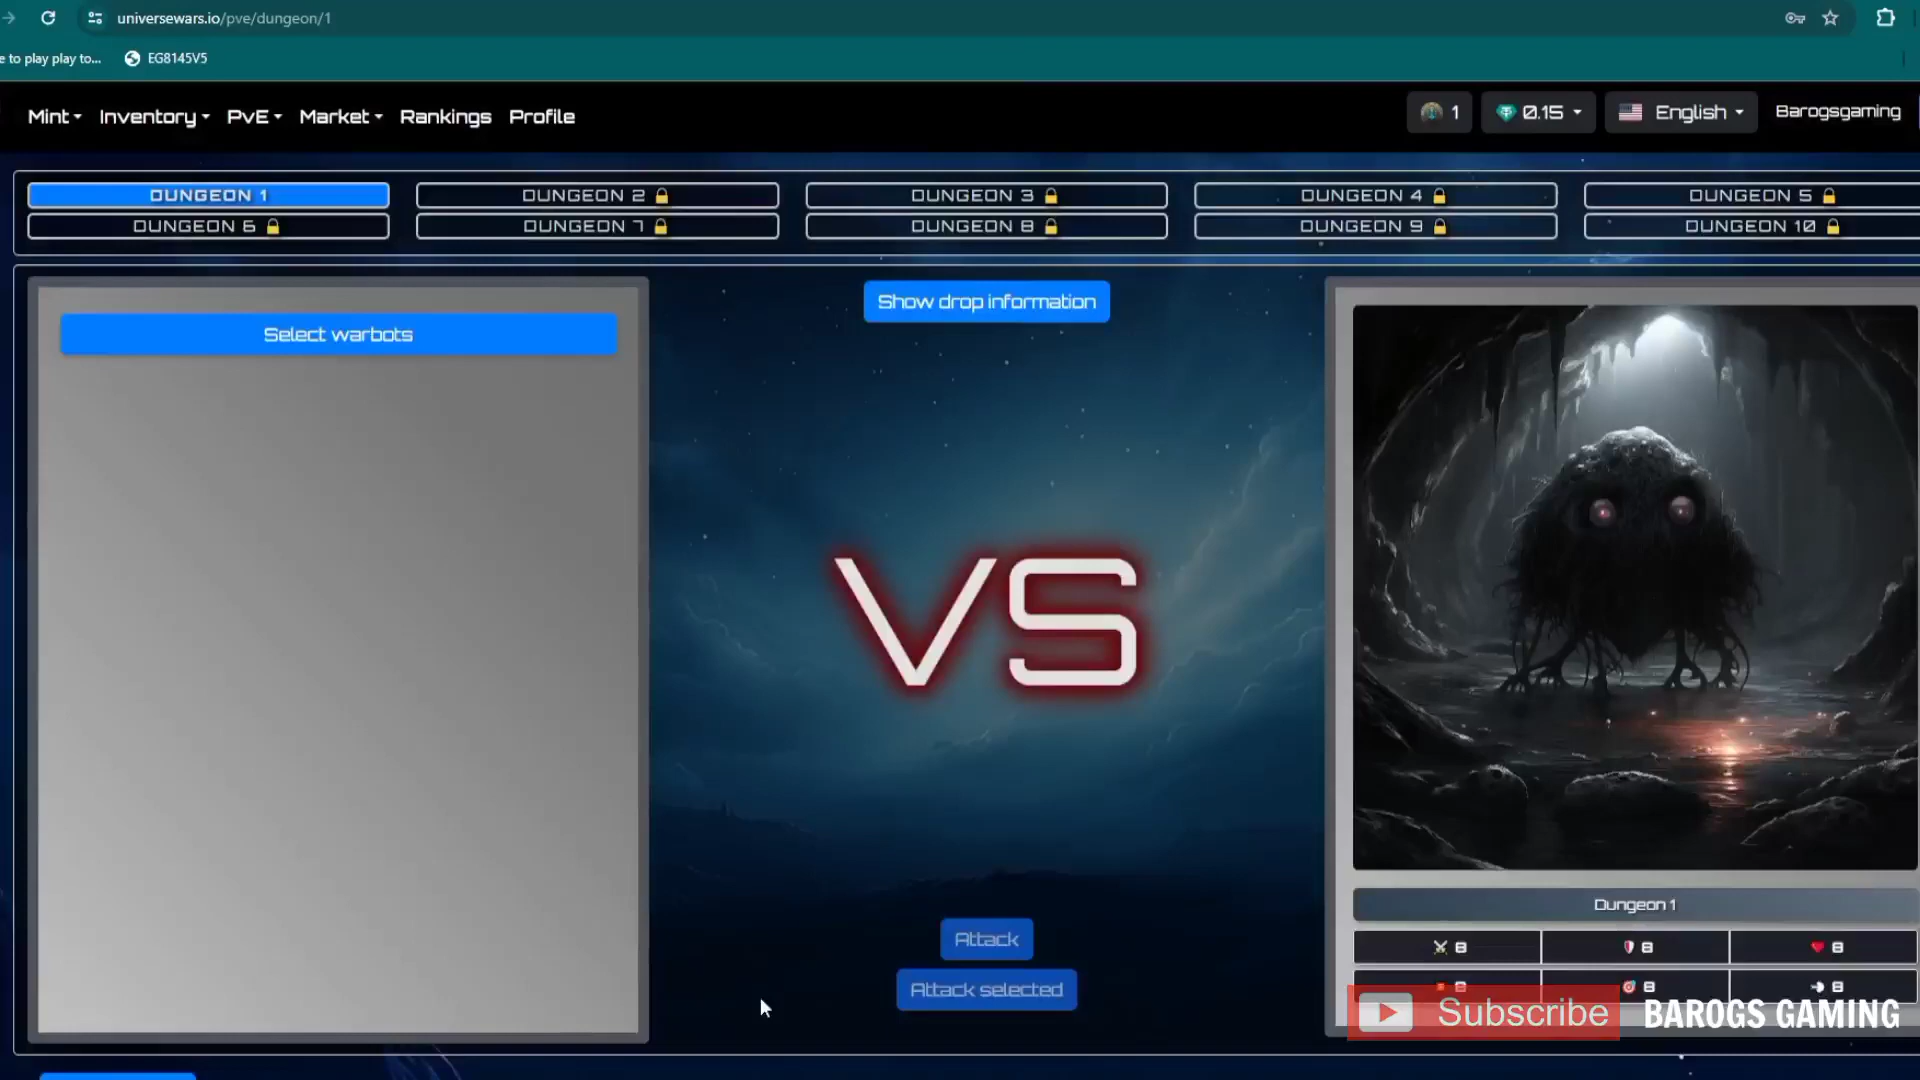 universewars.io/pve/dungeon/1
e to play play to...
EG8145V5
Mint
Inventory
PvE
Market
Rankings
Profile
1
0.15
English
Barogsgaming
DUNGEON 1
DUNGEON 2
DUNGEON 3
DUNGEON 4
DUNGEON 5
DUNGEON 6
DUNGEON 7
DUNGEON 8
DUNGEON 9
DUNGEON 10
Select warbots
Show drop information
VS
Attack
Attack selected
Dungeon 1
8
8
8
8
8
8
Subscribe
BAROGS GAMING